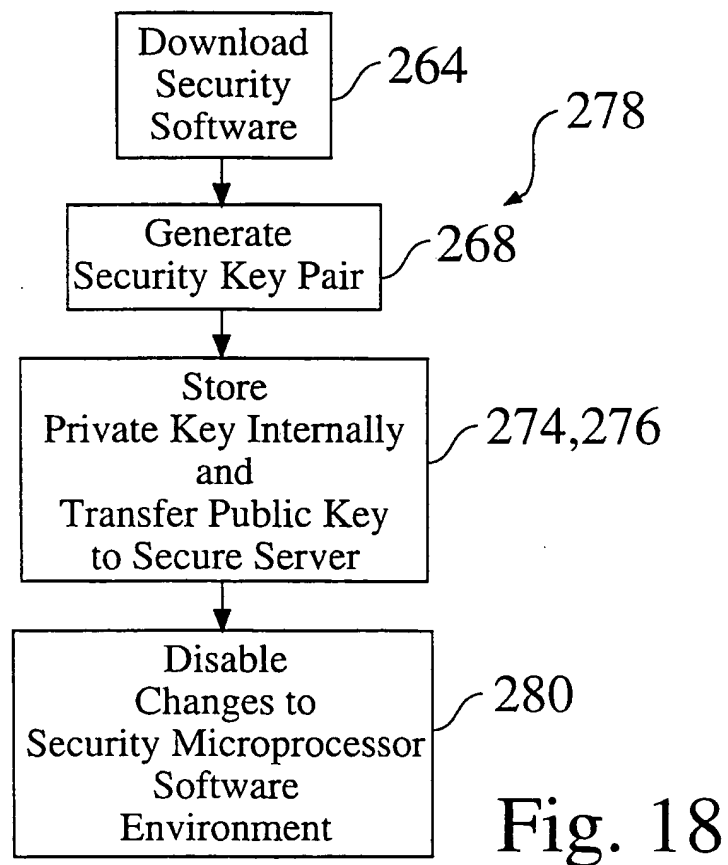 Download
Security
Software
264
278
Generate
Security Key Pair
268
Store
Private Key Internally
and
Transfer Public Key
to Secure Server
274,276
Disable
Changes to
Security Microprocessor
Software
Environment
280
Fig. 18